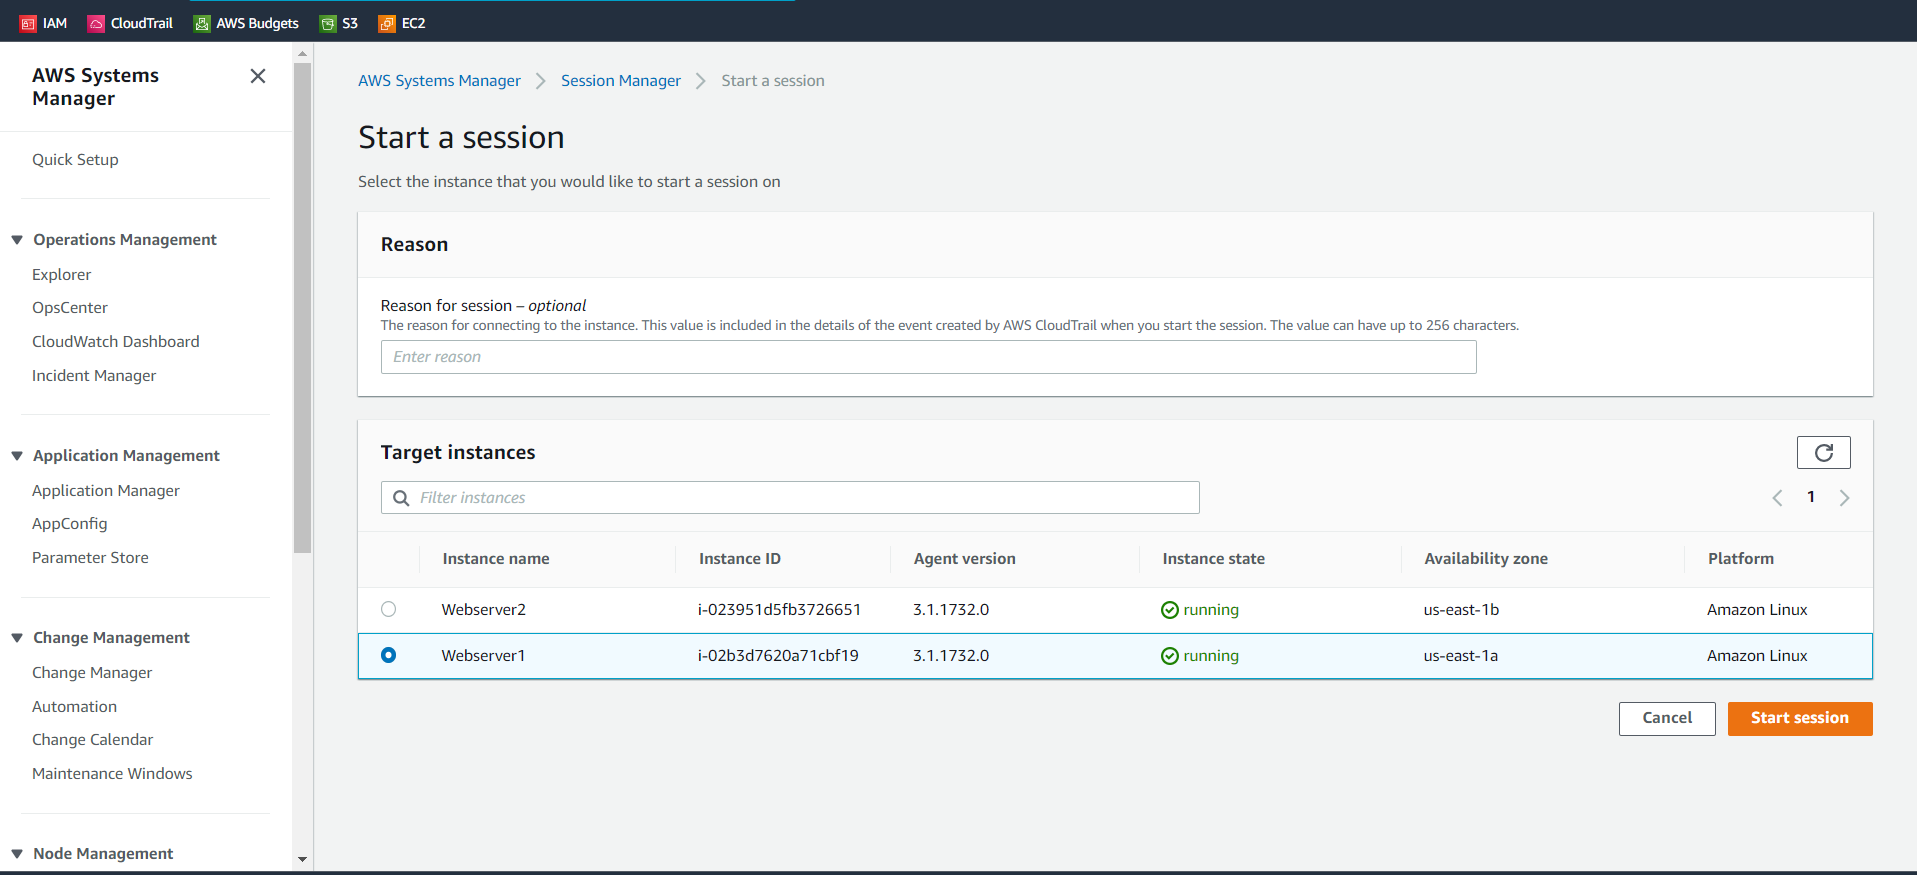 IAM CloudTrail AWS Budgets S3 EC2
AWS Systems
Manager
Quick Setup
Operations Management
Explorer
OpsCenter
CloudWatch Dashboard
Incident Manager
Application Management
Application Manager
AppConfig
Parameter Store
Change Management
Change Manager
Automation
Change Calendar
Maintenance Windows
Node Management
AWS Systems Manager Session Manager Start a session
Start a session
Select the instance that you would like to start a session on
Reason
Reason for session – optional
The reason for connecting to the instance. This value is included in the details of the event created by AWS CloudTrail when you start the session. The value can have up to 256 characters.
Enter reason
Target instances
Filter instances
1
Instance name Instance ID Agent version Instance state Availability zone Platform
Webserver2 i-023951d5fb3726651 3.1.1732.0 running us-east-1b Amazon Linux
Webserver1 i-02b3d7620a71cbf19 3.1.1732.0 running us-east-1a Amazon Linux
Cancel Start session